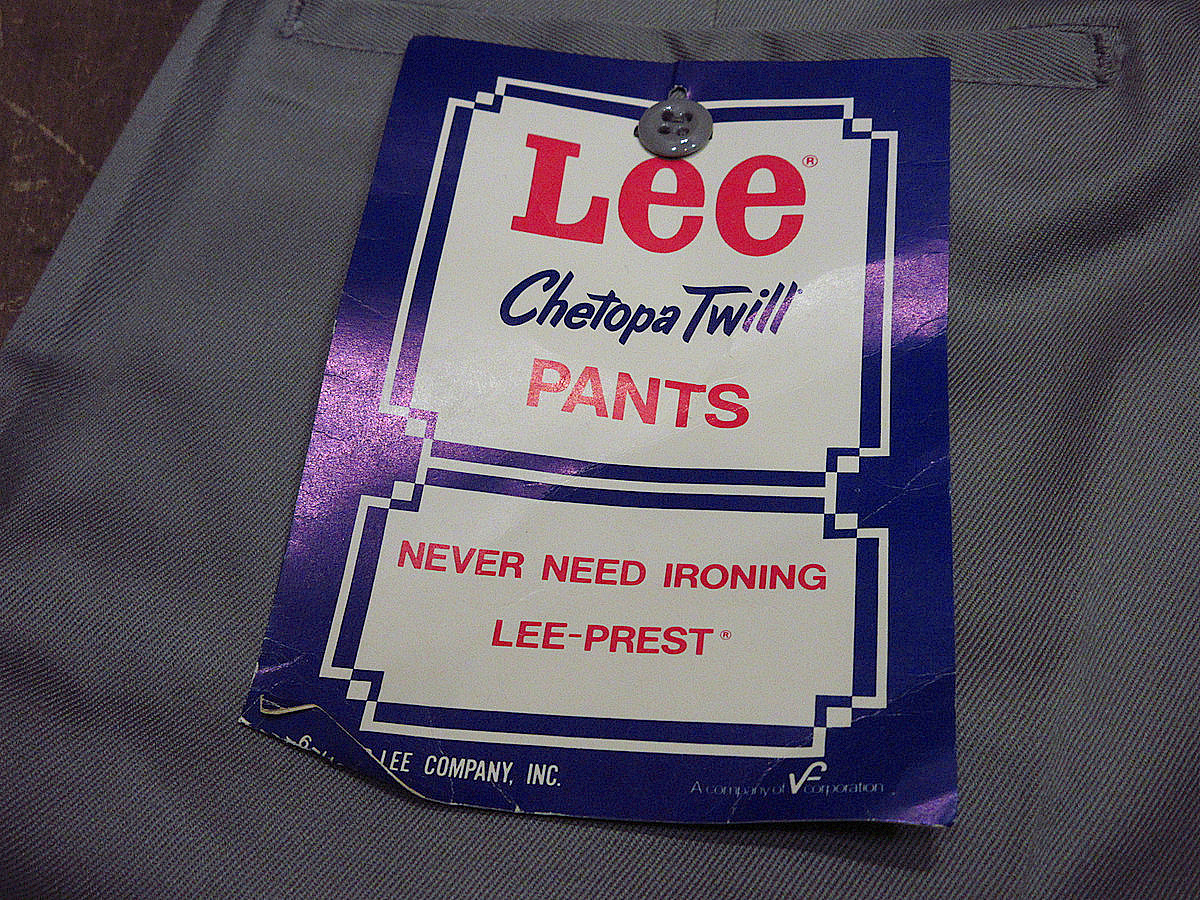 Lee®
Chetopa Twill
PANTS
NEVER NEED IRONING
LEE-PREST®
LEE COMPANY, INC.
A company of VF corporation